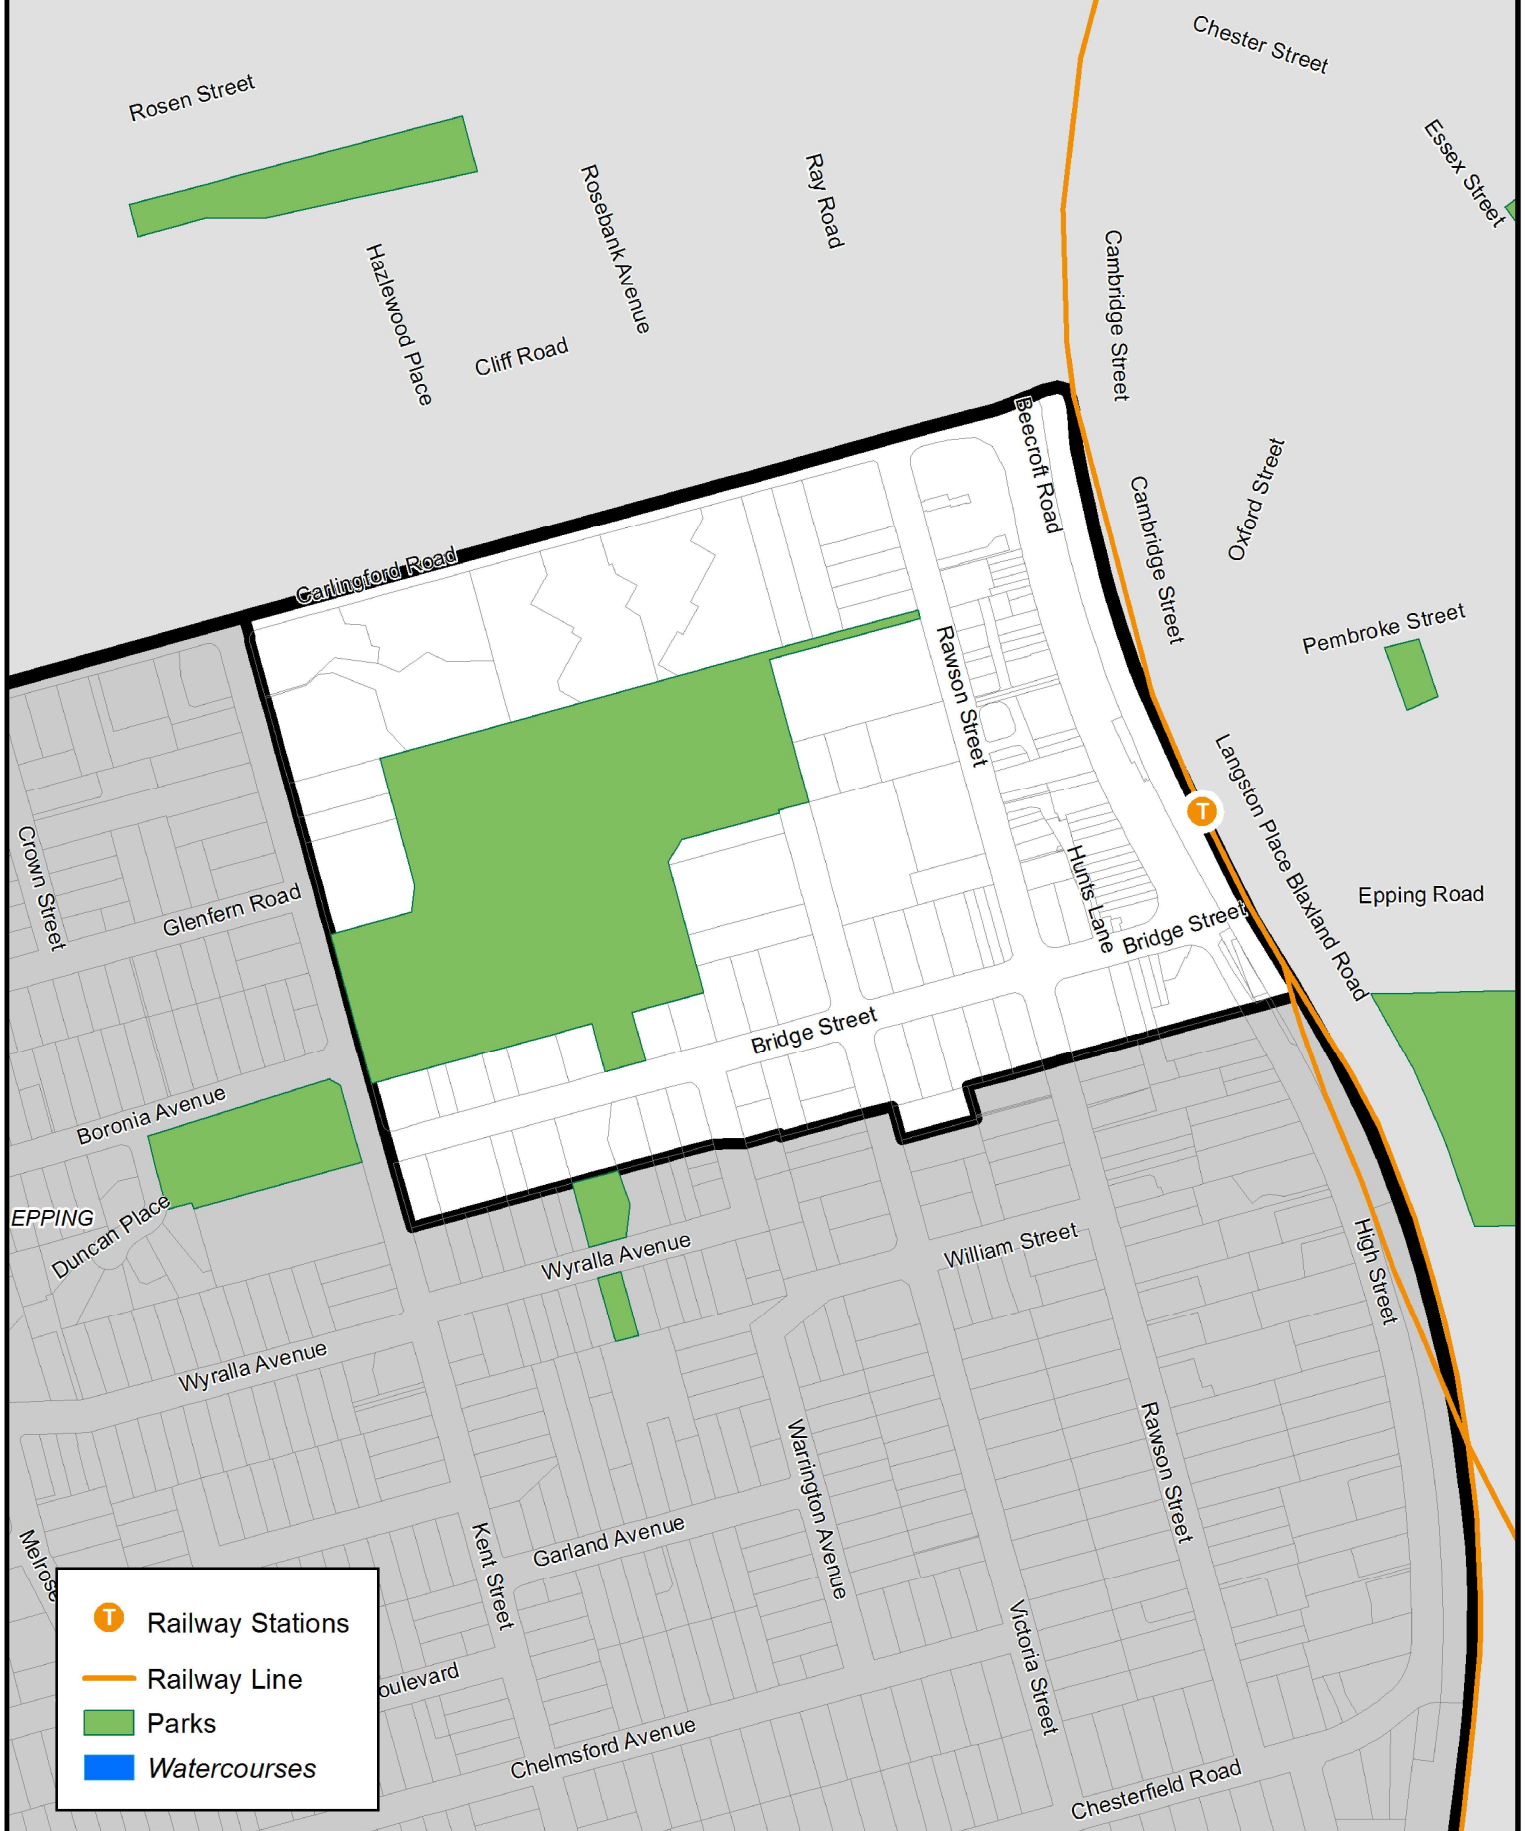 Chester Street
Rosen Street
Essex Street
Rosebank Avenue
Ray Road
Hazlewood Place
Cambridge Street
Cliff Road
Beecroft Road
Oxford Street
Cambridge Street
Carlingford Road
Pembroke Street
Rawson Street
Langston Place
Blaxland Road
T
Crown Street
Hunts Lane
Glenfern Road
Epping Road
Bridge Street
Bridge Street
Boronia Avenue
EPPING
Duncan Place
Wyralla Avenue
William Street
High Street
Wyralla Avenue
Rawson Street
Warrington Avenue
Kent Street
Garland Avenue
Melrose
Victoria Street
oulevard
Chelmsford Avenue
Chesterfield Road
T Railway Stations
Railway Line
Parks
Watercourses